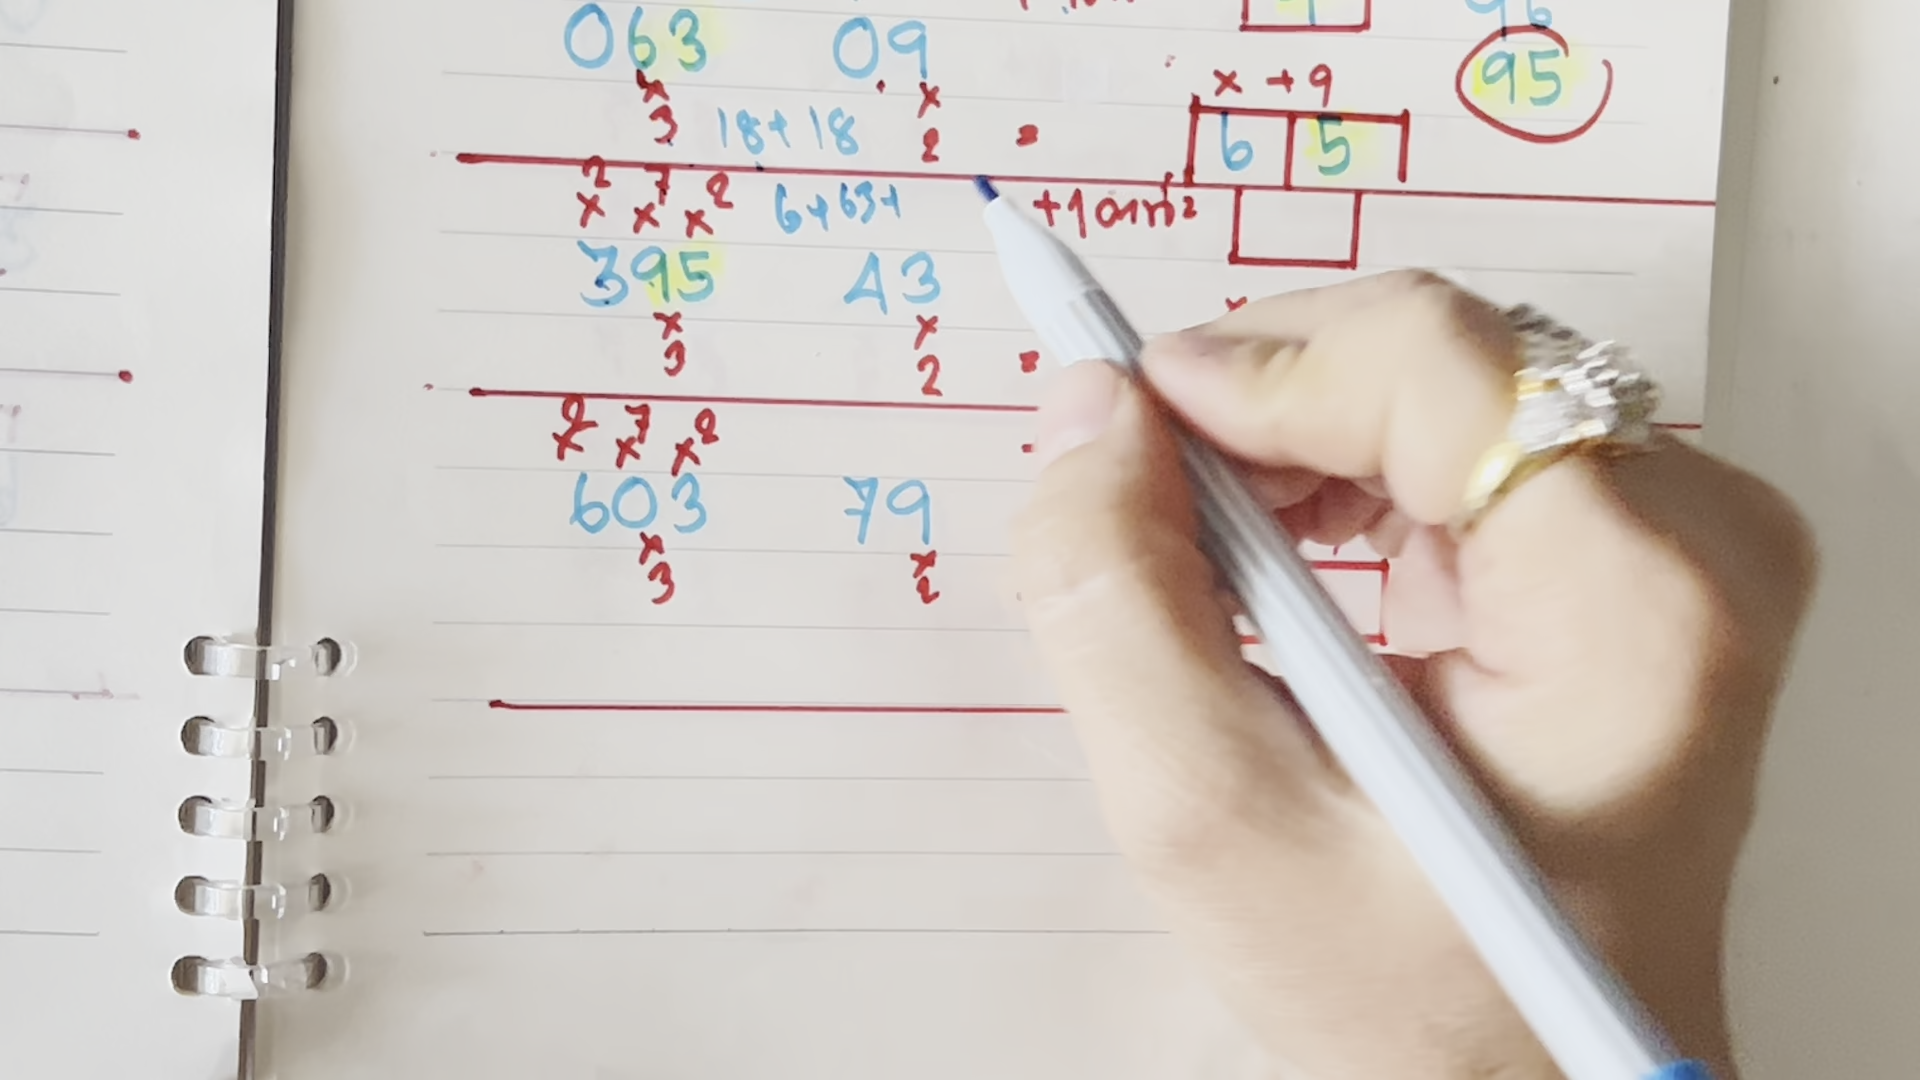 063 09 95
x x x +9
3 18+18 2 = 6 5
2 7 2
x x x 6+63+ +1
395 43
x x
3 2 =
2 7 2
x x x
603 79
x x
3 2